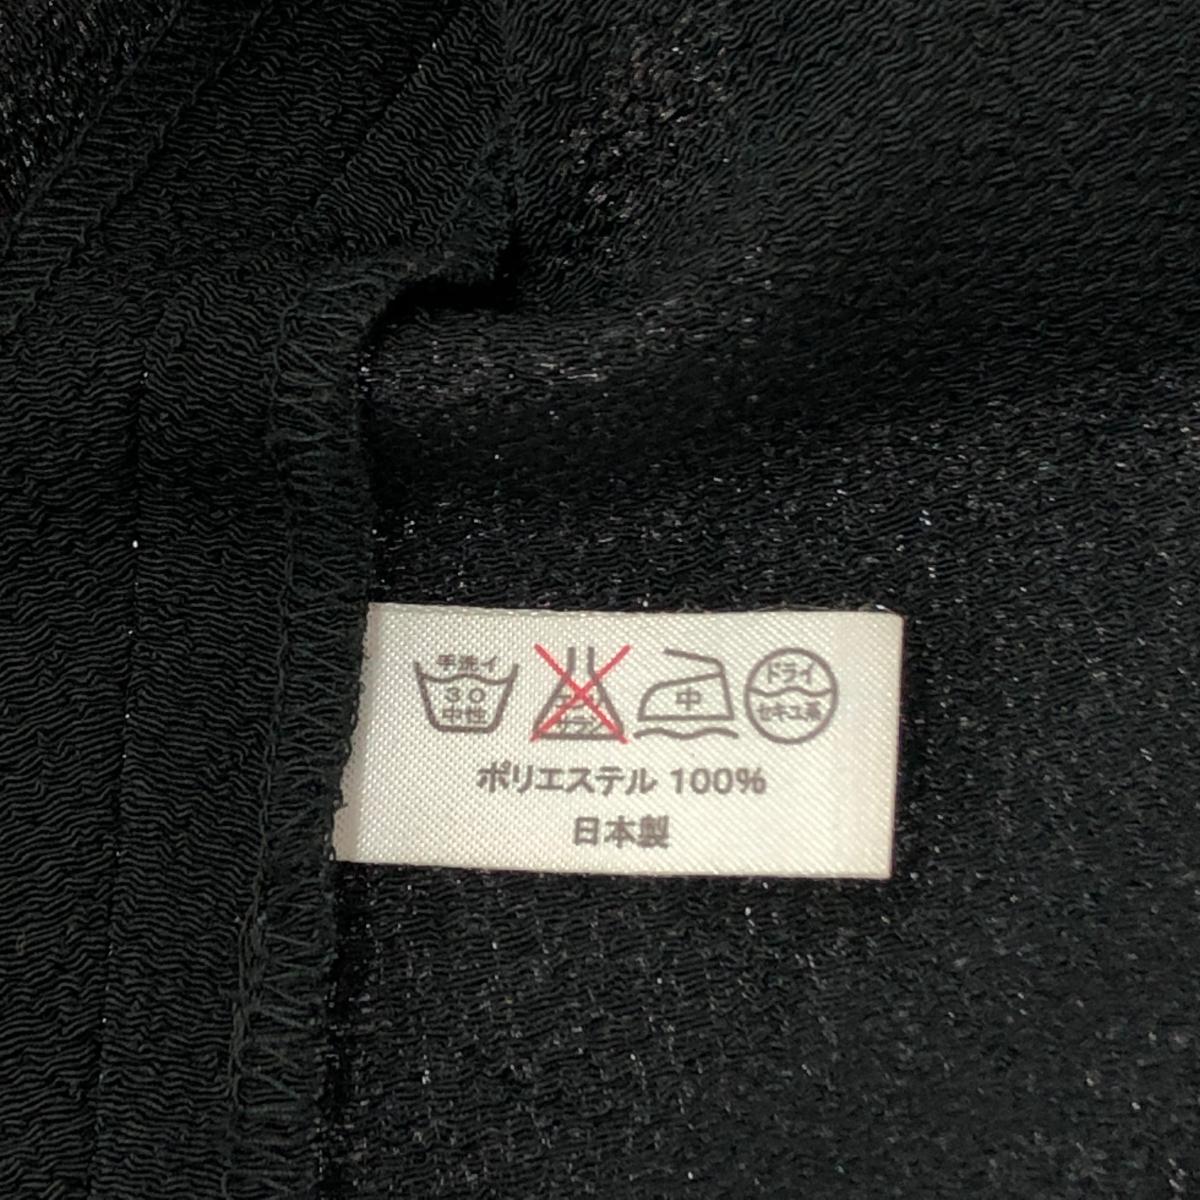 手洗イ 30 中性 エンソ サラシ 中 ドライ セキユ系
ポリエステル 100%
日本製